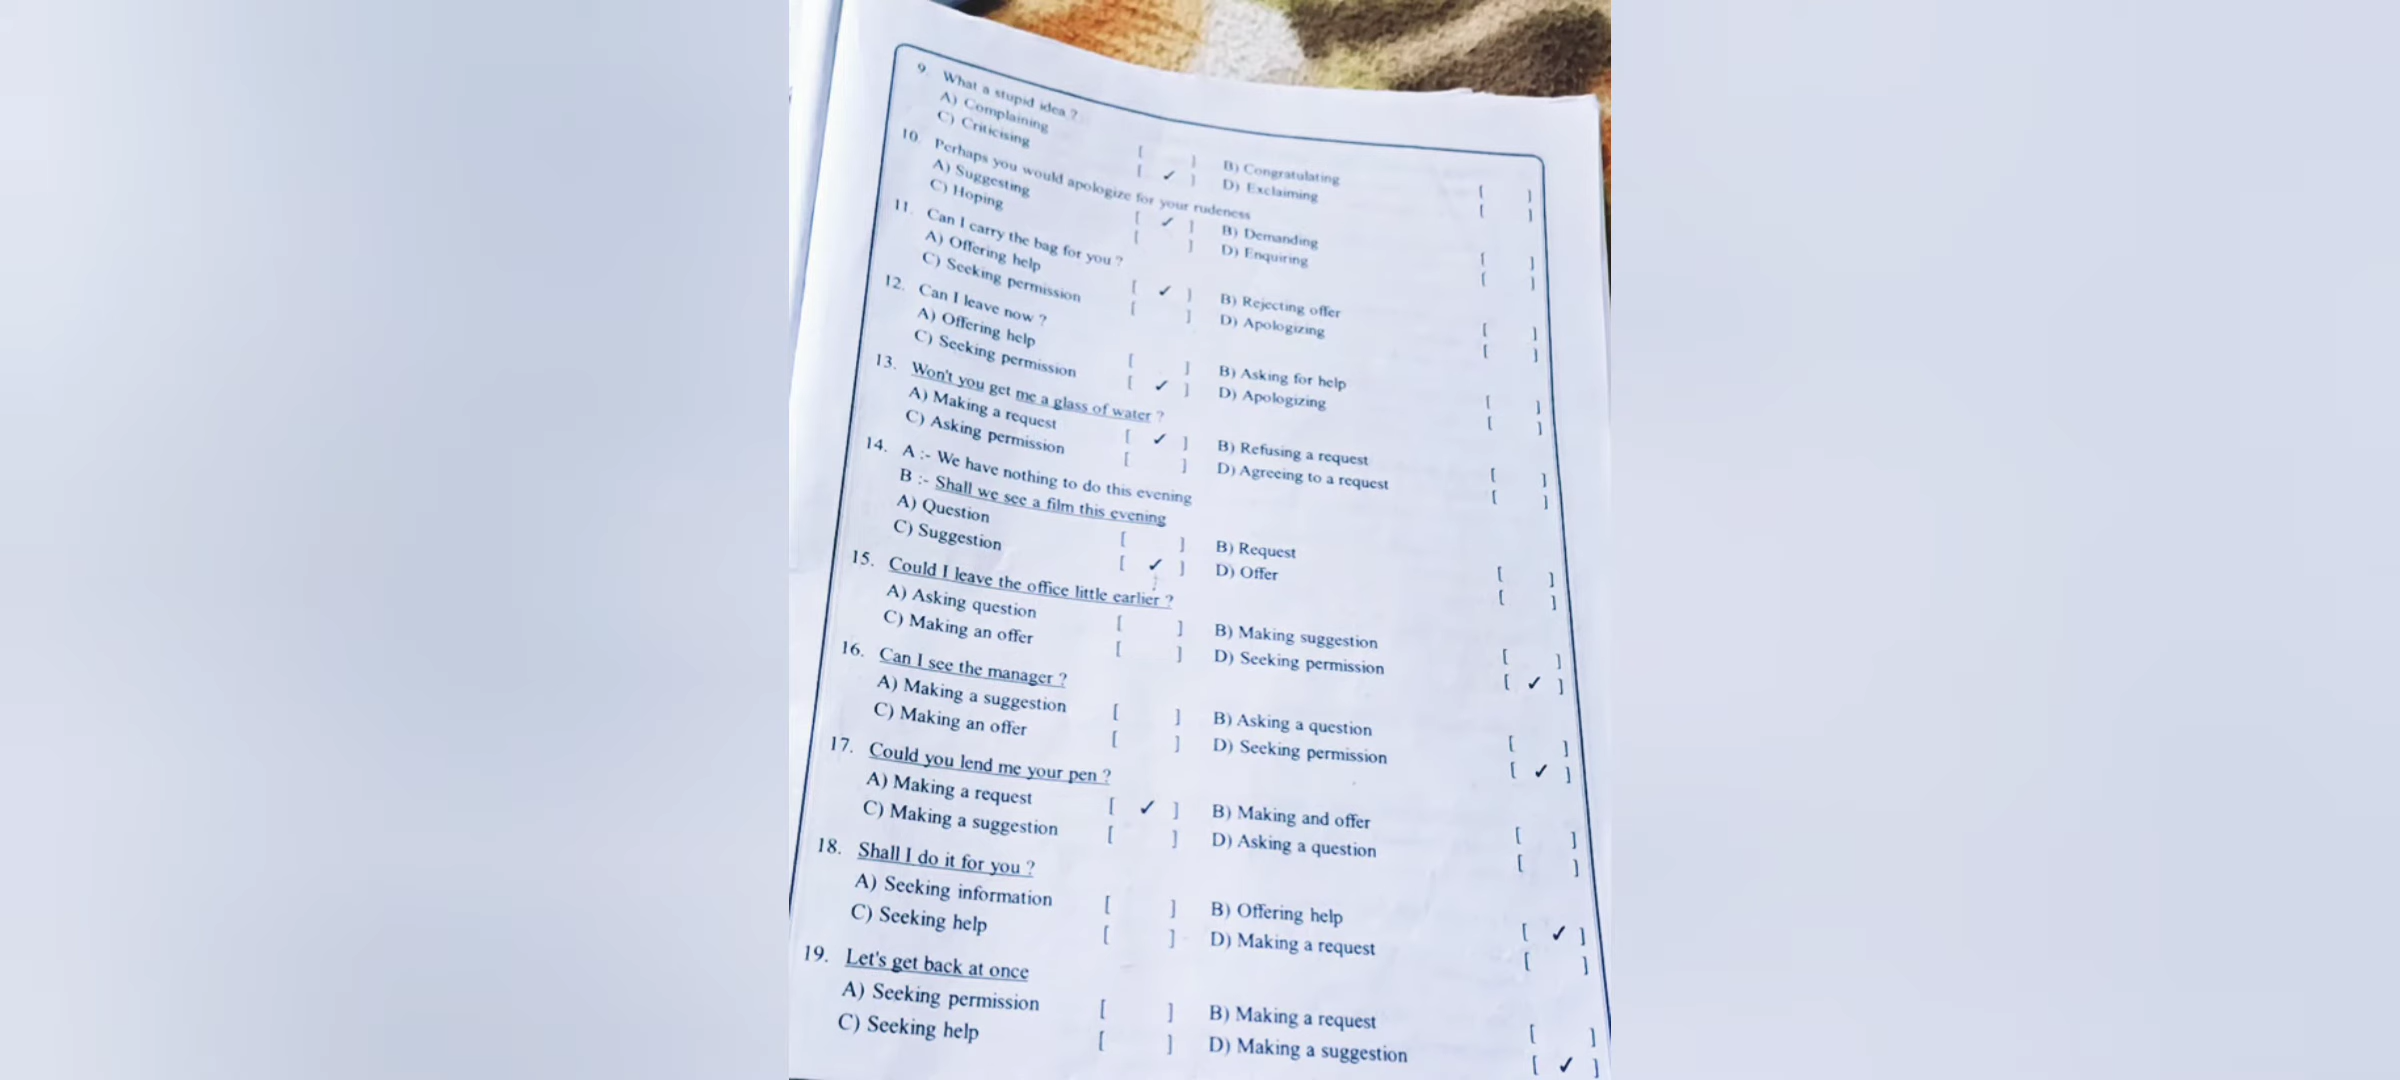 9. What a stupid idea ?
A) Complaining [ ] B) Congratulating [ ]
C) Criticising [ ✓ ] D) Exclaiming [ ]
10. Perhaps you would apologize for your rudeness
A) Suggesting [ ✓ ] B) Demanding [ ]
C) Hoping [ ] D) Enquiring [ ]
11. Can I carry the bag for you ?
A) Offering help [ ✓ ] B) Rejecting offer [ ]
C) Seeking permission [ ] D) Apologizing [ ]
12. Can I leave now ?
A) Offering help [ ] B) Asking for help [ ]
C) Seeking permission [ ✓ ] D) Apologizing [ ]
13. Won't you get me a glass of water ?
A) Making a request [ ✓ ] B) Refusing a request [ ]
C) Asking permission [ ] D) Agreeing to a request [ ]
14. A :- We have nothing to do this evening
B :- Shall we see a film this evening
A) Question [ ] B) Request [ ]
C) Suggestion [ ✓ ] D) Offer [ ]
15. Could I leave the office little earlier ?
A) Asking question [ ] B) Making suggestion [ ]
C) Making an offer [ ] D) Seeking permission [ ✓ ]
16. Can I see the manager ?
A) Making a suggestion [ ] B) Asking a question [ ]
C) Making an offer [ ] D) Seeking permission [ ✓ ]
17. Could you lend me your pen ?
A) Making a request [ ✓ ] B) Making and offer [ ]
C) Making a suggestion [ ] D) Asking a question [ ]
18. Shall I do it for you ?
A) Seeking information [ ] B) Offering help [ ✓ ]
C) Seeking help [ ] D) Making a request [ ]
19. Let's get back at once
A) Seeking permission [ ] B) Making a request [ ]
C) Seeking help [ ] D) Making a suggestion [ ✓ ]